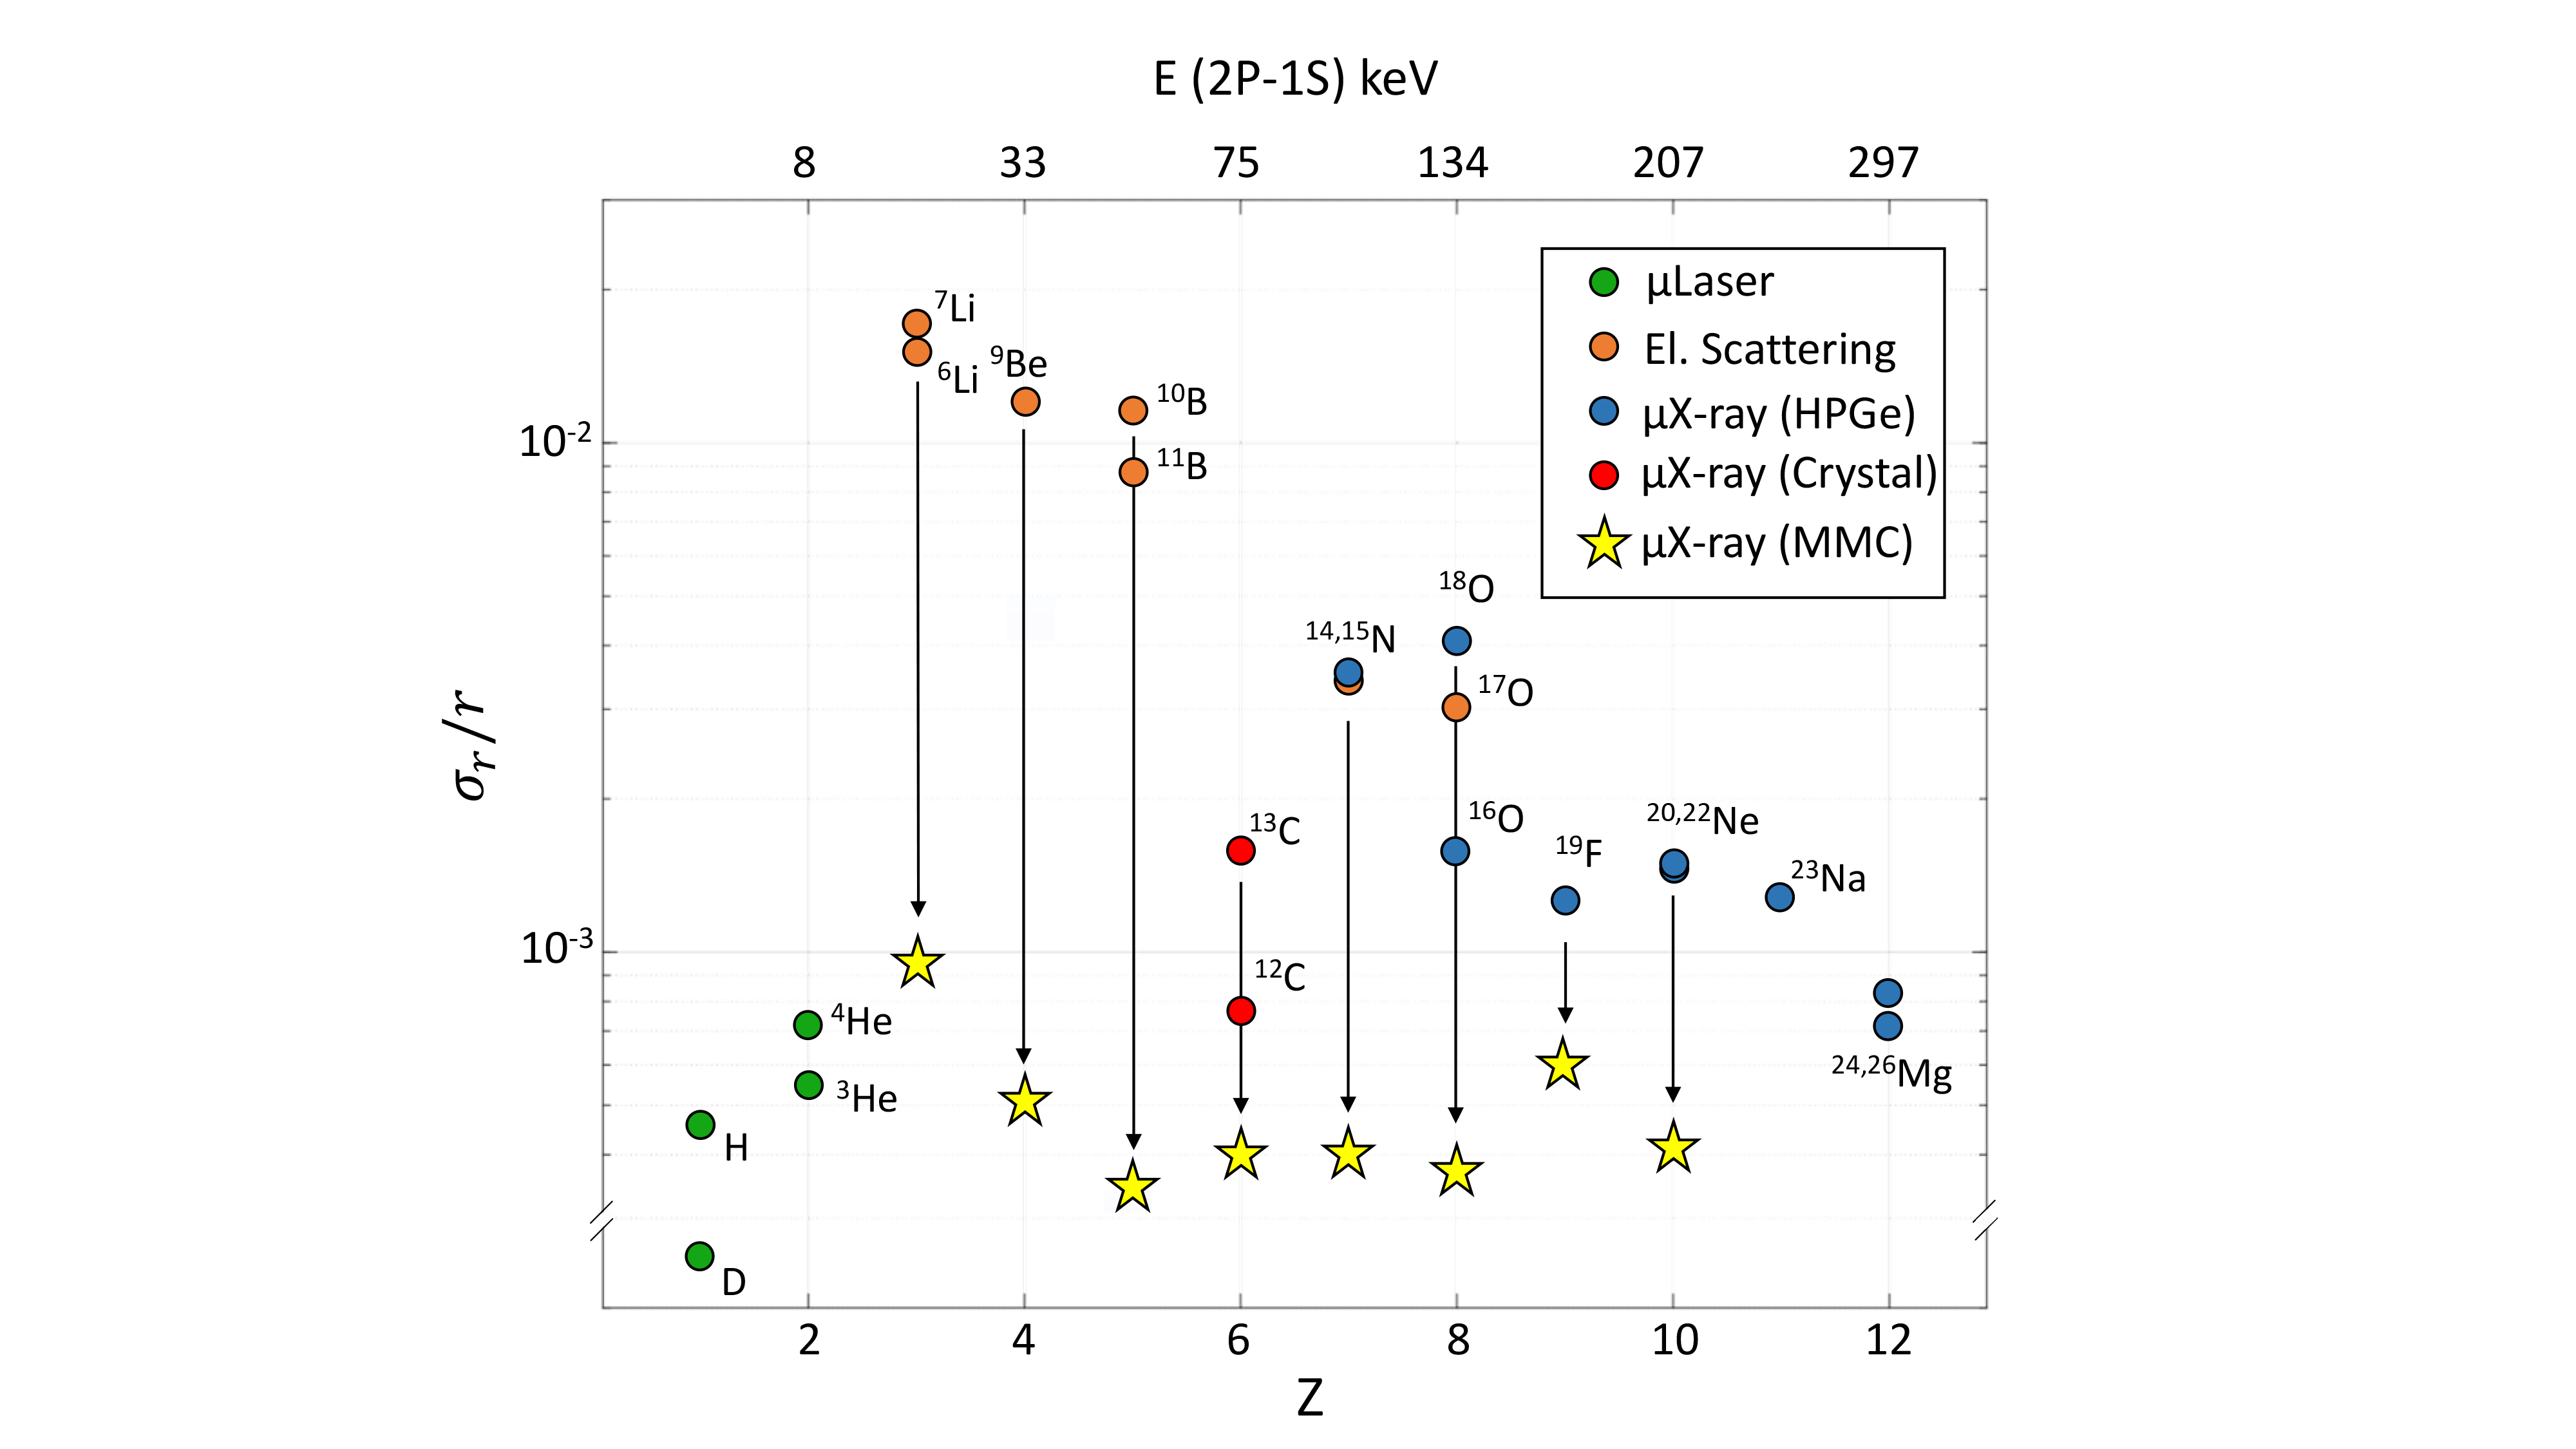 E (2P-1S) keV
8 33 75 134 207 297
μLaser
El. Scattering
μX-ray (HPGe)
μX-ray (Crystal)
μX-ray (MMC)
⁷Li
⁶Li
⁹Be
¹⁰B
¹¹B
10⁻²
¹⁸O
¹⁴,¹⁵N
¹⁷O
σᵣ/r
¹⁶O
¹³C
²⁰,²²Ne
¹⁹F
²³Na
10⁻³
¹²C
⁴He
³He
²⁴,²⁶Mg
H
D
2 4 6 8 10 12
Z